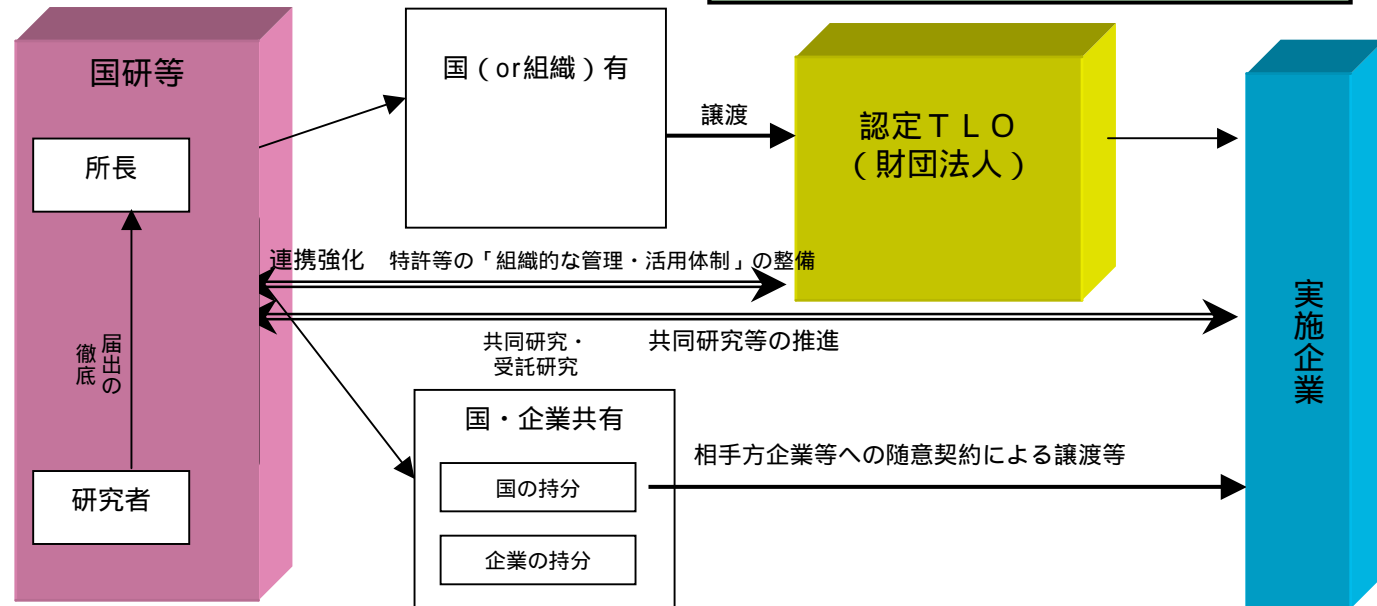 国研等
所長
届出の
徹底
研究者
国（or組織）有
譲渡
認定ＴＬＯ
（財団法人）
連携強化　特許等の「組織的な管理・活用体制」の整備
共同研究等の推進
共同研究・
受託研究
国・企業共有
国の持分
企業の持分
相手方企業等への随意契約による譲渡等
実施企業